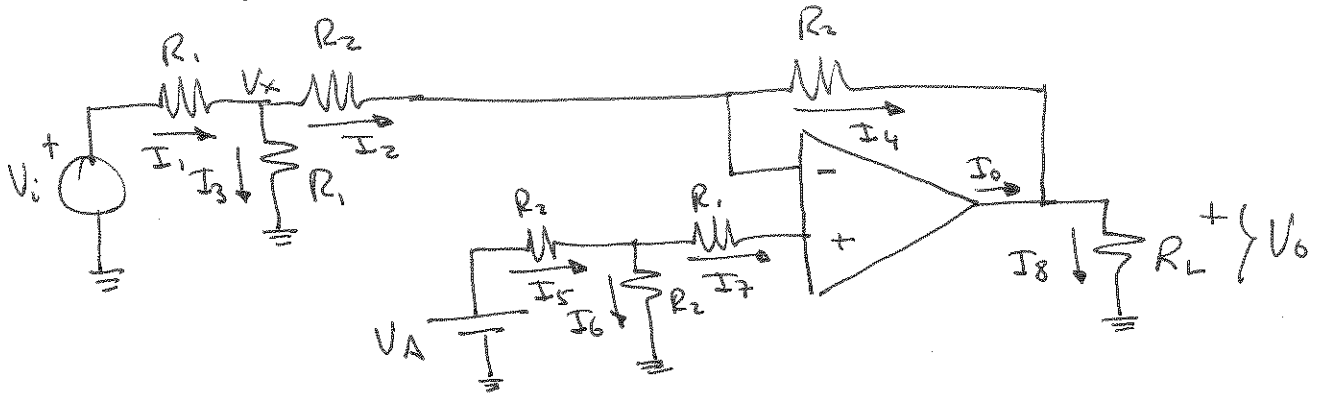 R₁
R₂
R₂
Vx
I₁
I₂
I₄
Vi
+
I₃
R₁
R₂
R₁
-
+
I₀
I₅
I₆
R₂
I₇
I₈
RL
+
V₀
VA